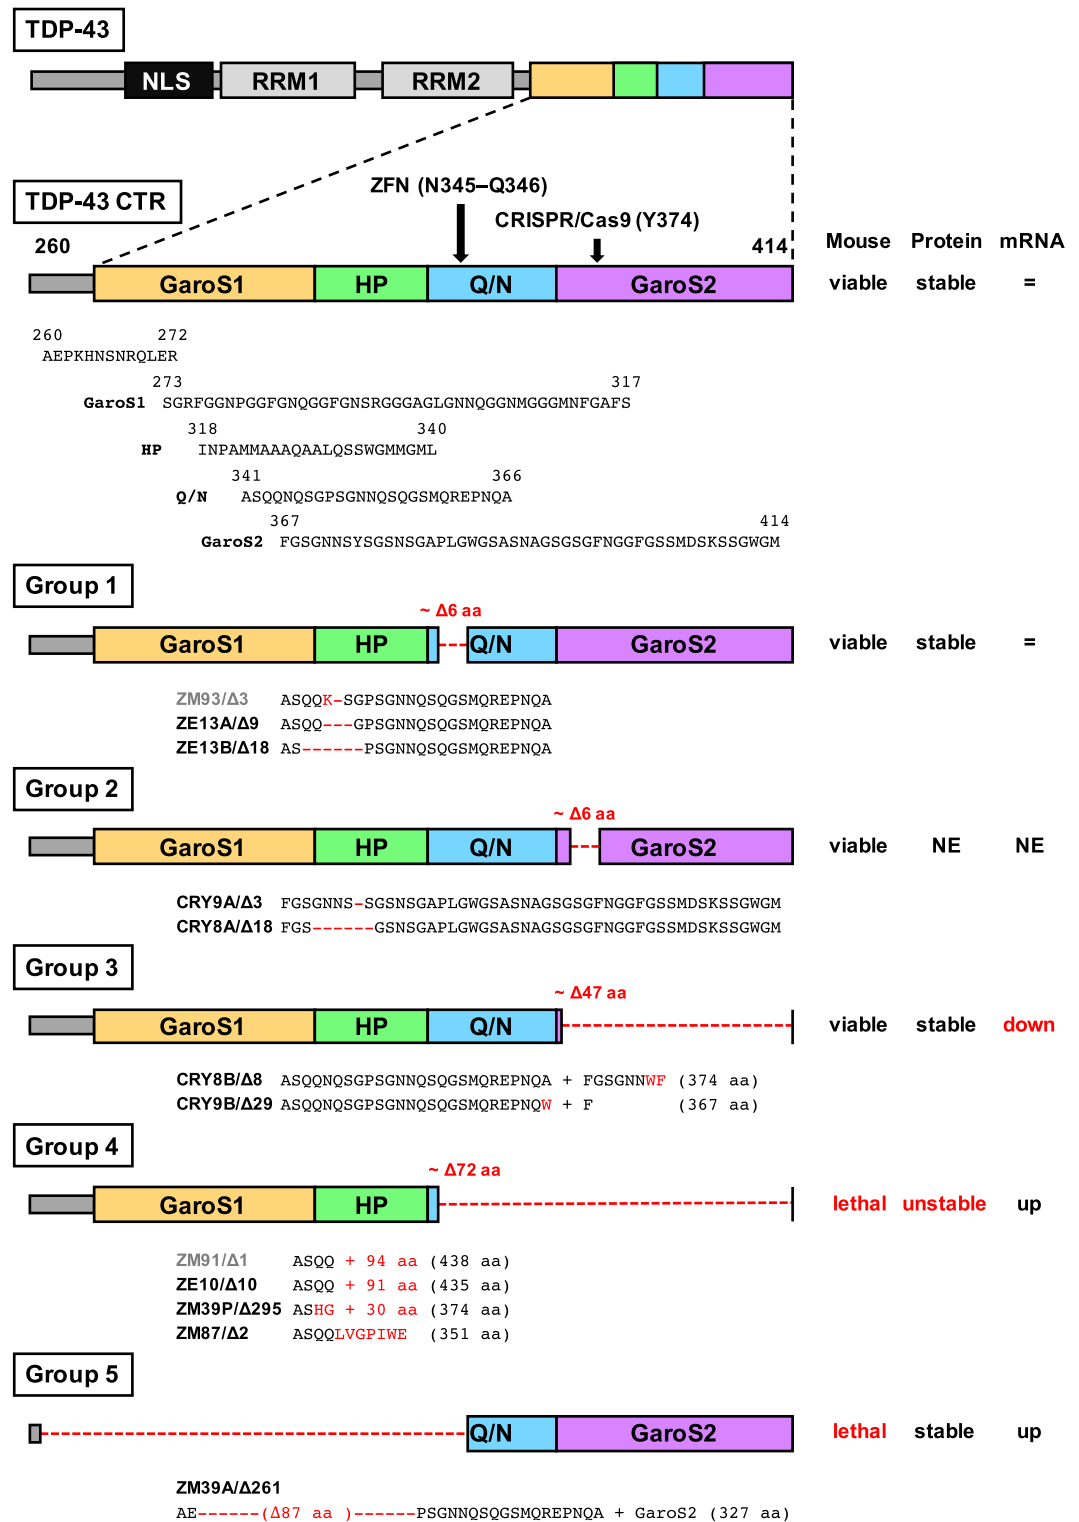 TDP-43
NLS RRM1 RRM2
TDP-43 CTR
ZFN (N345–Q346)
CRISPR/Cas9 (Y374)
260 414 Mouse Protein mRNA
GaroS1 HP Q/N GaroS2 viable stable =
260 272
AEPKHNSNRQLER
273 317
GaroS1 SGRFGGNPGGFGNQGGFGNSRGGGAGLGNNQGGNMGGGMNFGAFS
318 340
HP INPAMMAAAQAALQSSWGMMGML
341 366
Q/N ASQQNQSGPSGNNQSQGSMQREPNQA
367 414
GaroS2 FGSGNNSYSGSNSGAPLGWGSASNAGSGSGFNGGFGSSMDSKSSGWGM
Group 1
~ Δ6 aa
GaroS1 HP Q/N GaroS2 viable stable =
ZM93/Δ3 ASQQK-SGPSGNNQSQGSMQREPNQA
ZE13A/Δ9 ASQQ---GPSGNNQSQGSMQREPNQA
ZE13B/Δ18 AS------PSGNNQSQGSMQREPNQA
Group 2
~ Δ6 aa
GaroS1 HP Q/N GaroS2 viable NE NE
CRY9A/Δ3 FGSGNNS-SGSNSGAPLGWGSASNAGSGSGFNGGFGSSMDSKSSGWGM
CRY8A/Δ18 FGS------GSNSGAPLGWGSASNAGSGSGFNGGFGSSMDSKSSGWGM
Group 3
~ Δ47 aa
GaroS1 HP Q/N viable stable down
CRY8B/Δ8 ASQQNQSGPSGNNQSQGSMQREPNQA + FGSGNNWF (374 aa)
CRY9B/Δ29 ASQQNQSGPSGNNQSQGSMQREPNQW + F (367 aa)
Group 4
~ Δ72 aa
GaroS1 HP lethal unstable up
ZM91/Δ1 ASQQ + 94 aa (438 aa)
ZE10/Δ10 ASQQ + 91 aa (435 aa)
ZM39P/Δ295 ASHG + 30 aa (374 aa)
ZM87/Δ2 ASQQLVGPIWE (351 aa)
Group 5
Q/N GaroS2 lethal stable up
ZM39A/Δ261
AE------(Δ87 aa )------PSGNNQSQGSMQREPNQA + GaroS2 (327 aa)